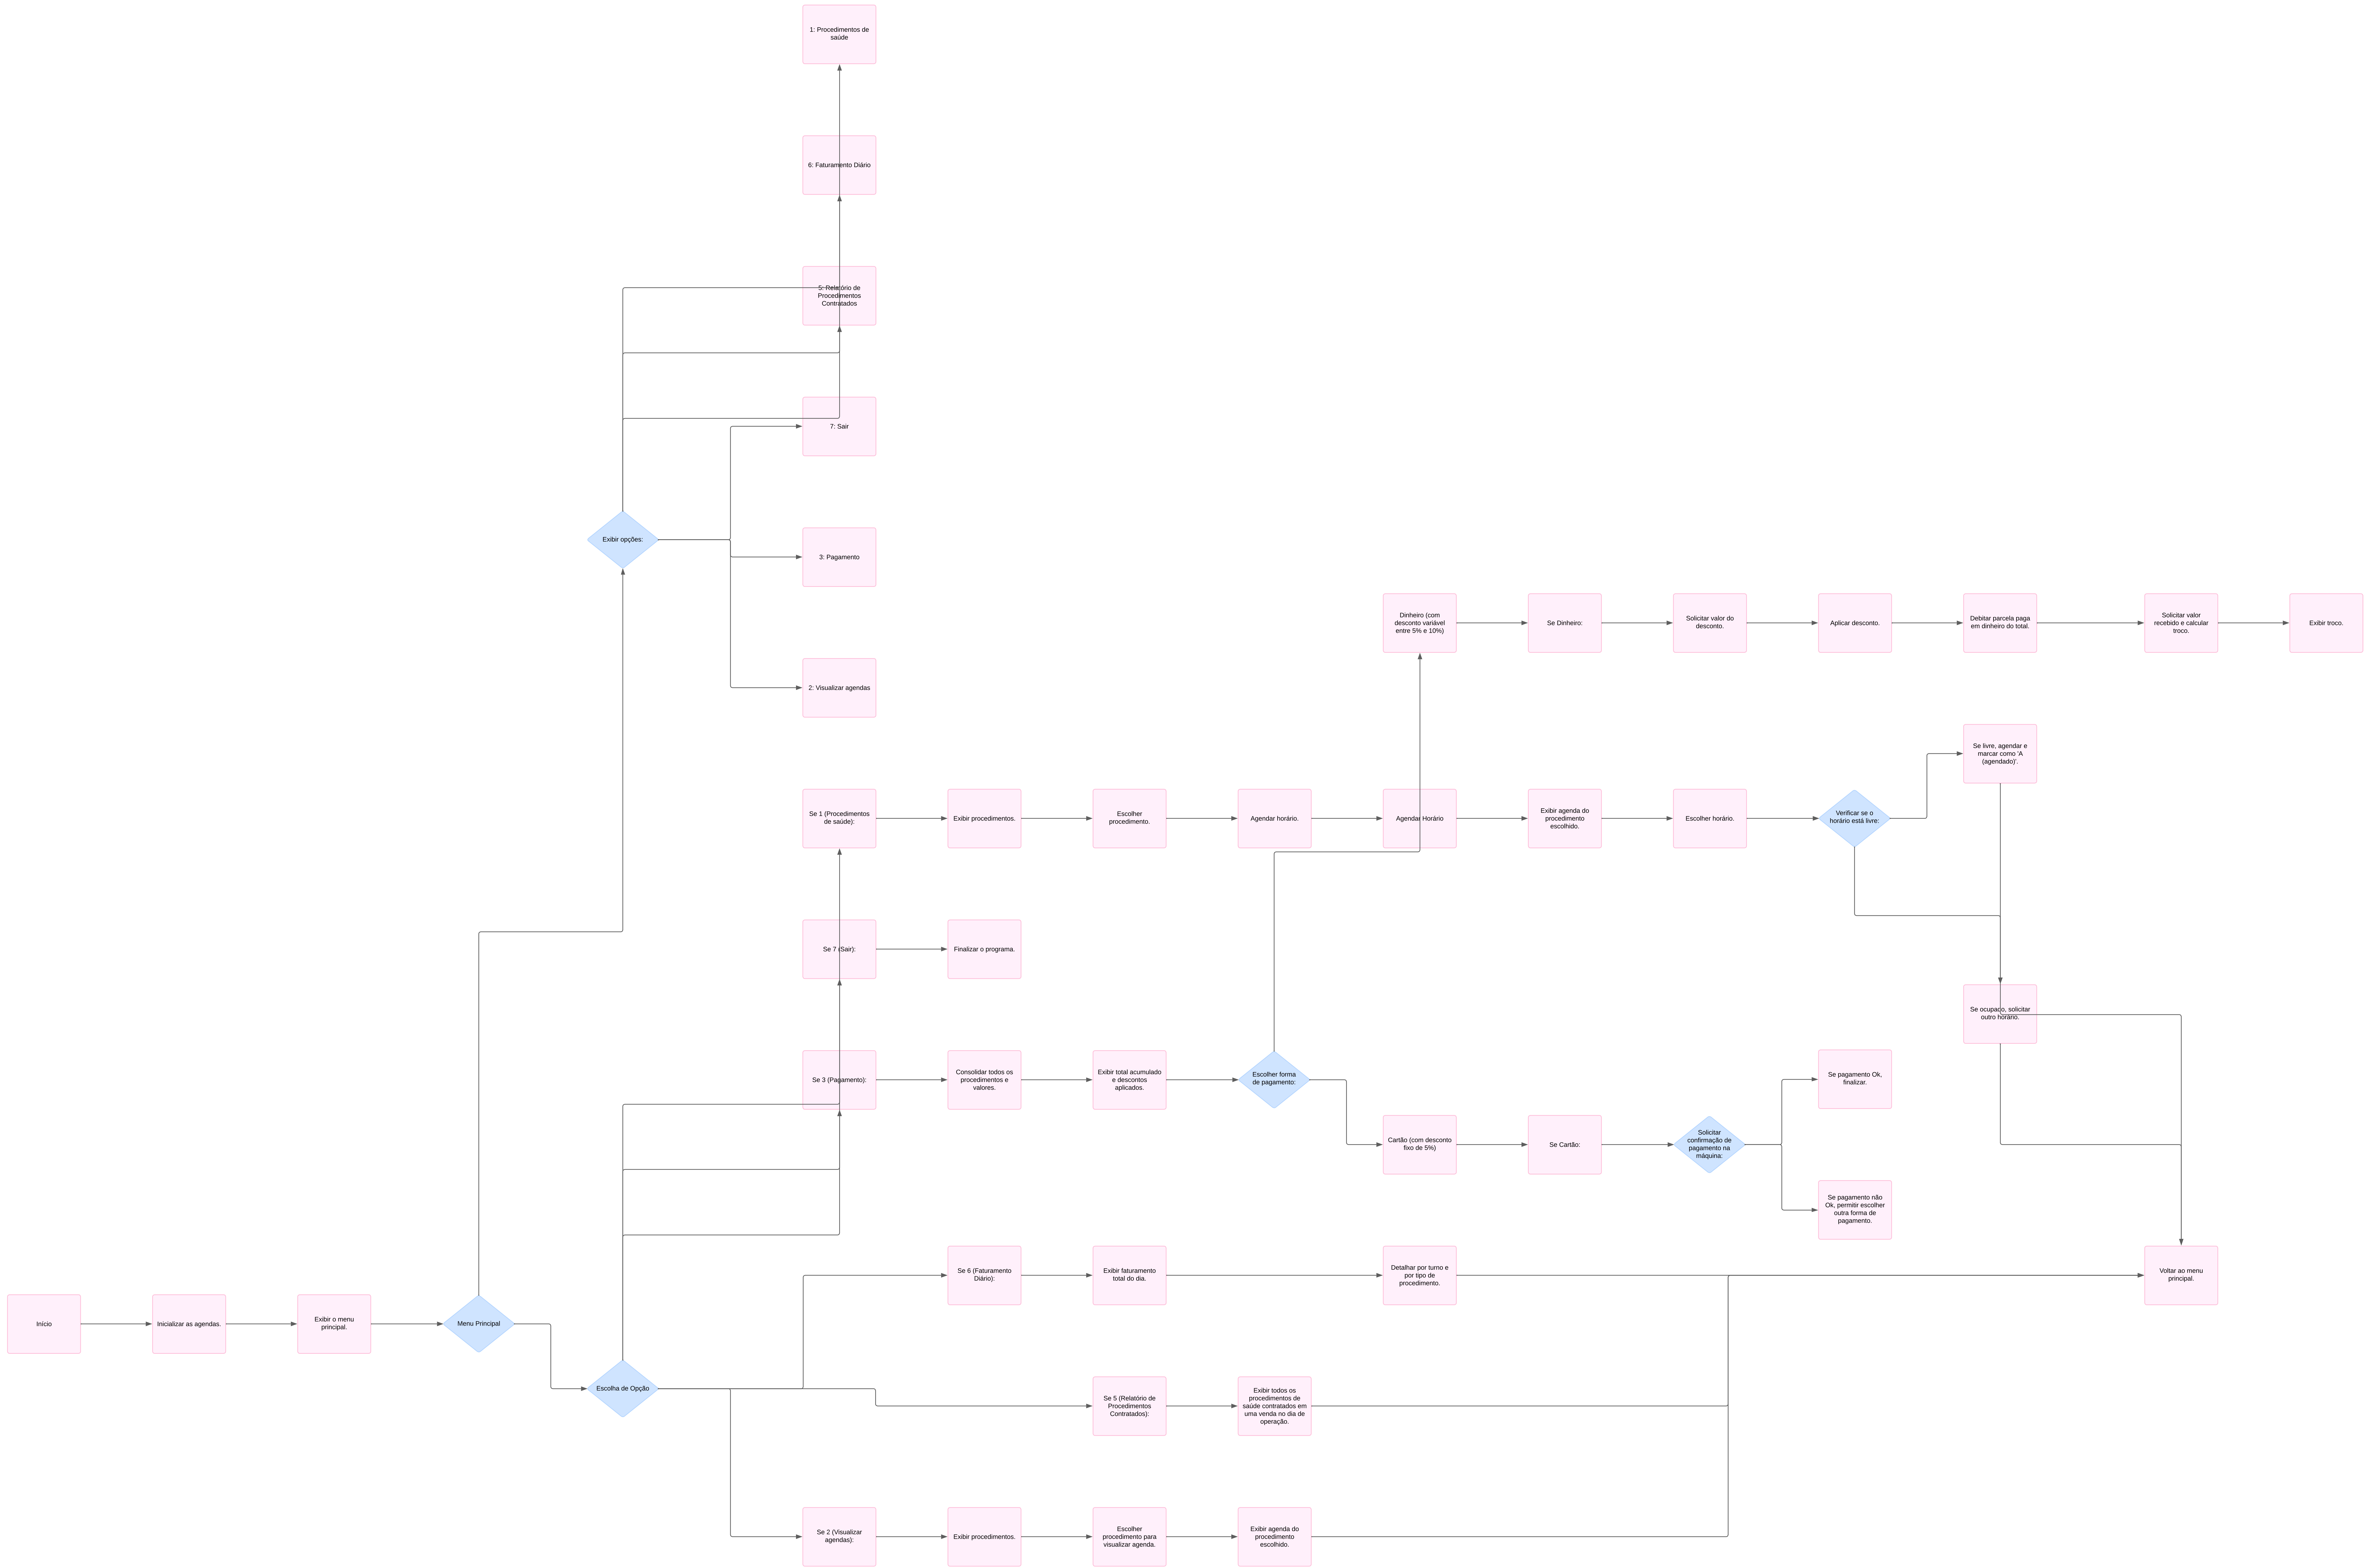 1: Procedimentos de
saúde
6: Faturamento Diário
5: Relatório de
Procedimentos
Contratados
7: Sair
Exibir opções:
3: Pagamento
2: Visualizar agendas
Dinheiro (com
desconto variável
entre 5% e 10%)
Se Dinheiro:
Solicitar valor do
desconto.
Aplicar desconto.
Debitar parcela paga
em dinheiro do total.
Solicitar valor
recebido e calcular
troco.
Exibir troco.
Se livre, agendar e
marcar como 'A
(agendado)'.
Se 1 (Procedimentos
de saúde):
Exibir procedimentos.
Escolher
procedimento.
Agendar horário.
Agendar Horário
Exibir agenda do
procedimento
escolhido.
Escolher horário.
Verificar se o
horário está livre:
Se 7 (Sair):
Finalizar o programa.
Se ocupado, solicitar
outro horário.
Se 3 (Pagamento):
Consolidar todos os
procedimentos e
valores.
Exibir total acumulado
e descontos
aplicados.
Escolher forma
de pagamento:
Se pagamento Ok,
finalizar.
Cartão (com desconto
fixo de 5%)
Se Cartão:
Solicitar
confirmação de
pagamento na
máquina:
Se pagamento não
Ok, permitir escolher
outra forma de
pagamento.
Se 6 (Faturamento
Diário):
Exibir faturamento
total do dia.
Detalhar por turno e
por tipo de
procedimento.
Voltar ao menu
principal.
Início
Inicializar as agendas.
Exibir o menu
principal.
Menu Principal
Escolha de Opção
Se 5 (Relatório de
Procedimentos
Contratados):
Exibir todos os
procedimentos de
saúde contratados em
uma venda no dia de
operação.
Se 2 (Visualizar
agendas):
Exibir procedimentos.
Escolher
procedimento para
visualizar agenda.
Exibir agenda do
procedimento
escolhido.